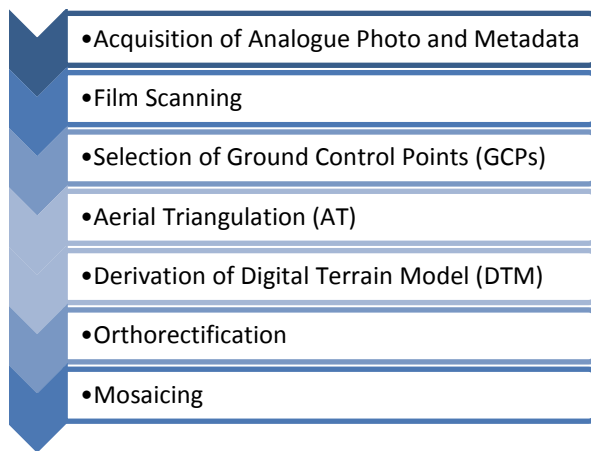 •Acquisition of Analogue Photo and Metadata
•Film Scanning
•Selection of Ground Control Points (GCPs)
•Aerial Triangulation (AT)
•Derivation of Digital Terrain Model (DTM)
•Orthorectification
•Mosaicing